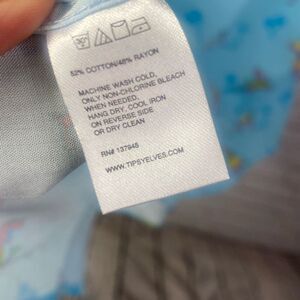 52% COTTON/48% RAYON
MACHINE WASH COLD,
ONLY NON-CHLORINE BLEACH
WHEN NEEDED,
HANG DRY, COOL IRON
ON REVERSE SIDE
OR DRY CLEAN
RN# 137945
WWW.TIPSYELVES.COM